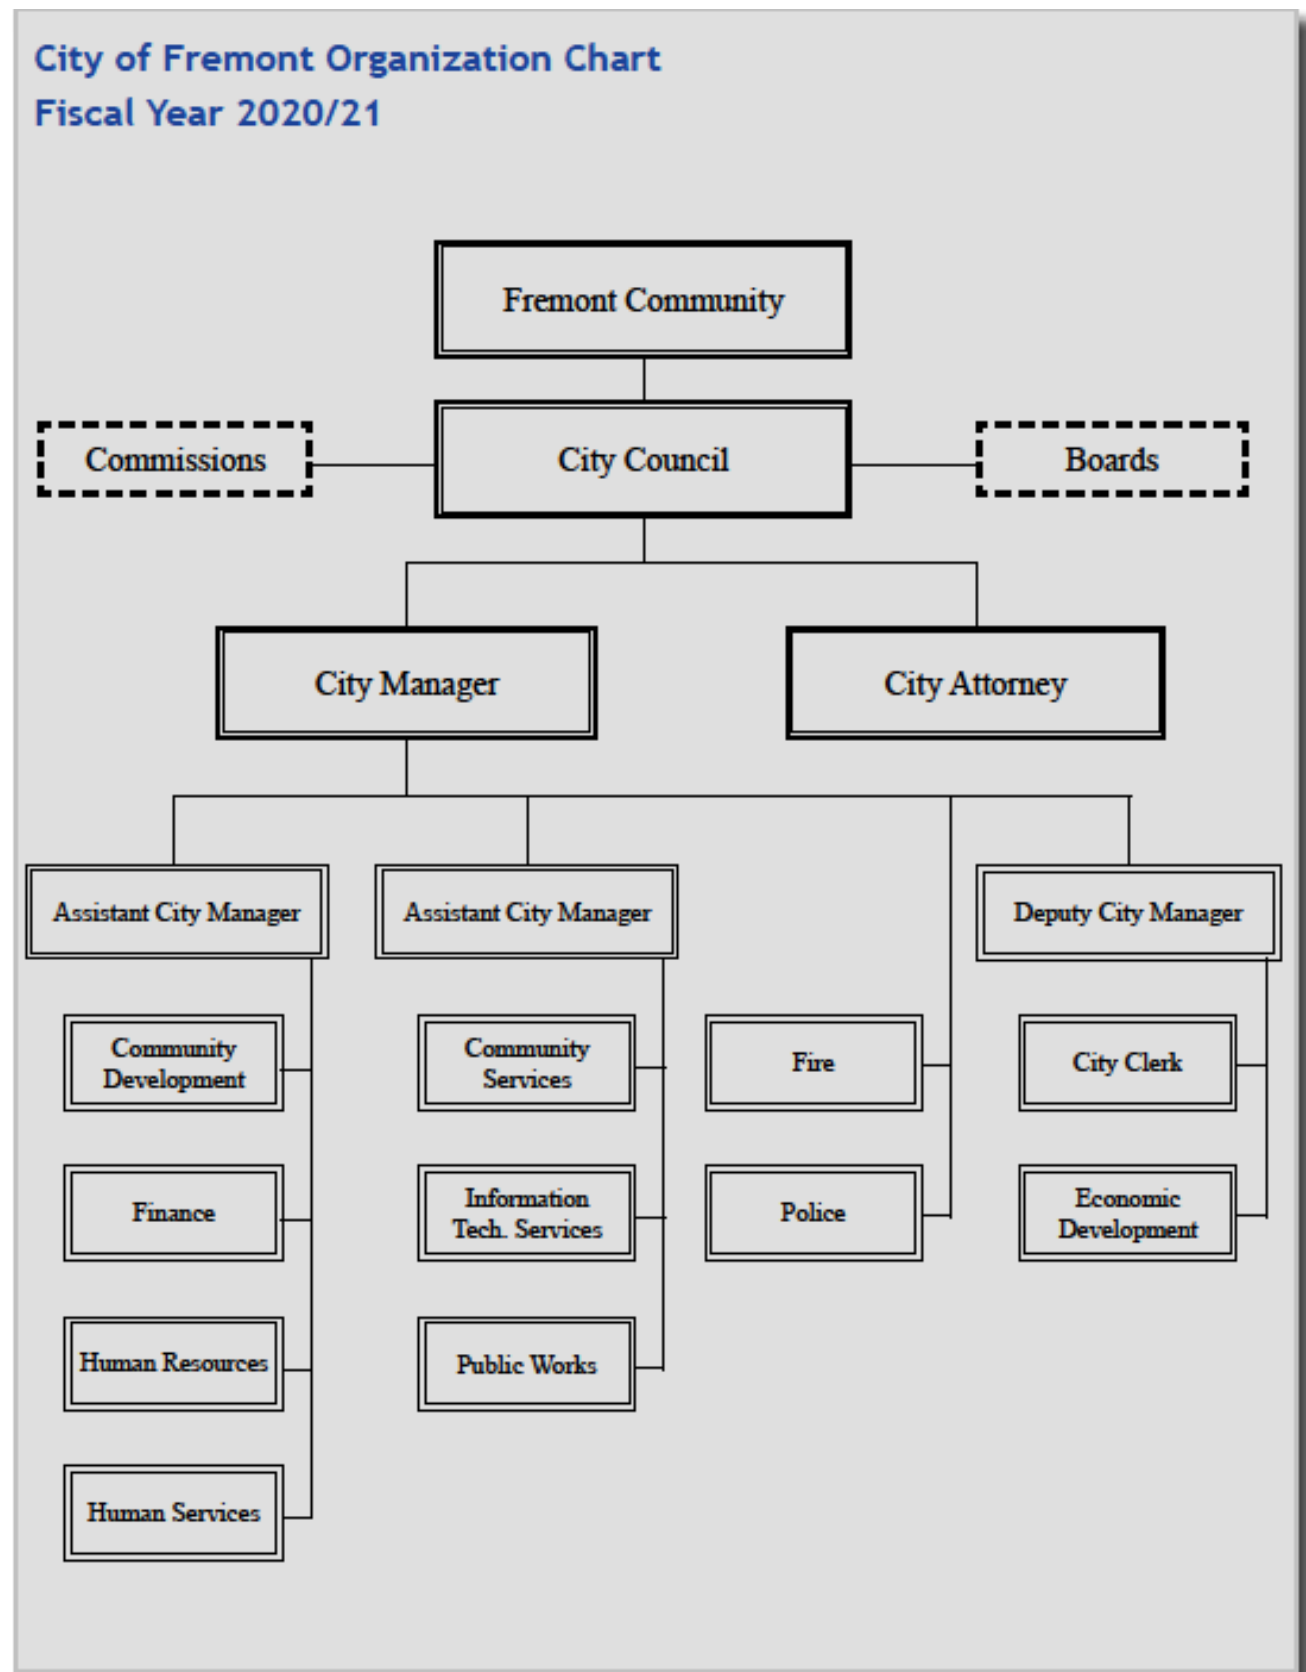 City of Fremont Organization Chart
Fiscal Year 2020/21
Fremont Community
Commissions
City Council
Boards
City Manager
City Attorney
Assistant City Manager
Assistant City Manager
Deputy City Manager
Community
Development
Community
Services
Fire
City Clerk
Finance
Information
Tech. Services
Police
Economic
Development
Human Resources
Public Works
Human Services